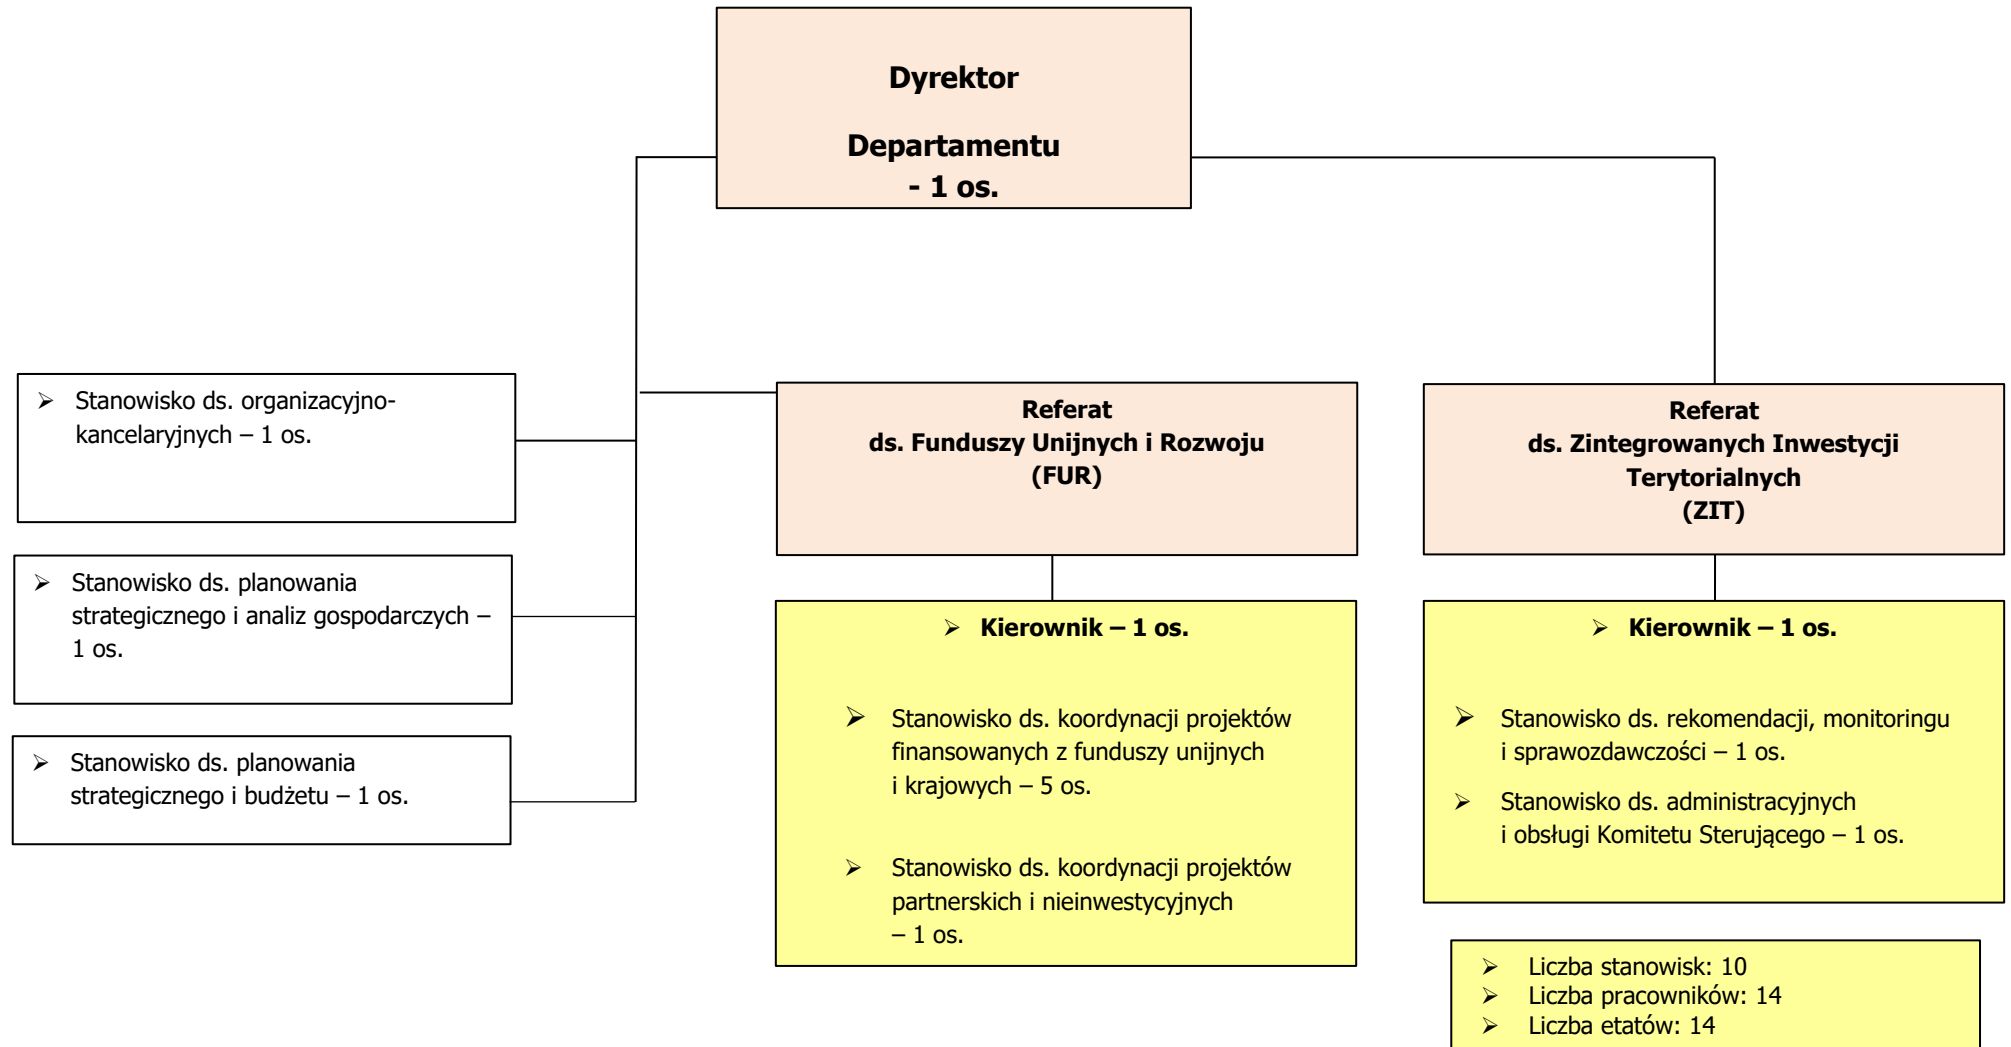 Dyrektor
Departamentu
- 1 os.
➢ Stanowisko ds. organizacyjno-
kancelaryjnych – 1 os.
➢ Stanowisko ds. planowania
strategicznego i analiz gospodarczych –
1 os.
➢ Stanowisko ds. planowania
strategicznego i budżetu – 1 os.
Referat
ds. Funduszy Unijnych i Rozwoju
(FUR)
➢ Kierownik – 1 os.
➢ Stanowisko ds. koordynacji projektów
finansowanych z funduszy unijnych
i krajowych – 5 os.
➢ Stanowisko ds. koordynacji projektów
partnerskich i nieinwestycyjnych
– 1 os.
Referat
ds. Zintegrowanych Inwestycji
Terytorialnych
(ZIT)
➢ Kierownik – 1 os.
➢ Stanowisko ds. rekomendacji, monitoringu
i sprawozdawczości – 1 os.
➢ Stanowisko ds. administracyjnych
i obsługi Komitetu Sterującego – 1 os.
➢ Liczba stanowisk: 10
➢ Liczba pracowników: 14
➢ Liczba etatów: 14